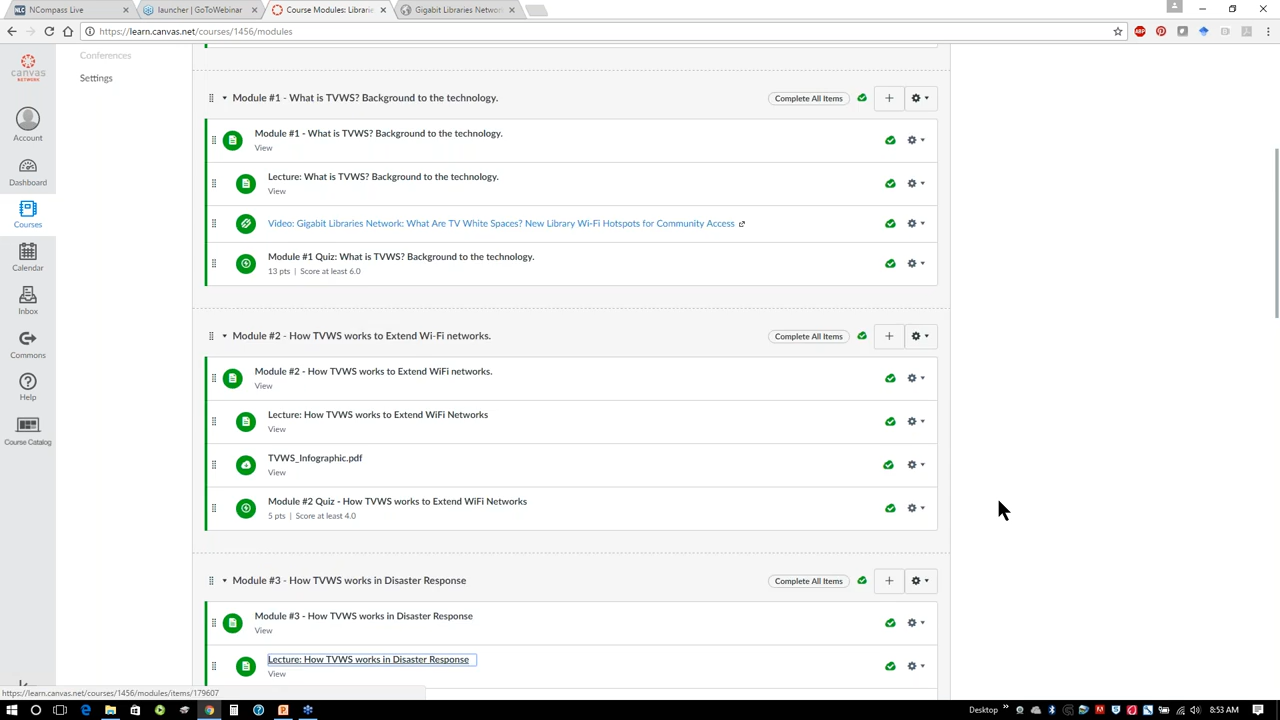 NCompass Live
launcher | GoToWebinar
Course Modules: Librarie
Gigabit Libraries Network
https://learn.canvas.net/courses/1456/modules
canvas
NETWORK
Account
Dashboard
Courses
Calendar
Inbox
Commons
Help
Course Catalog
Conferences
Settings
Module #1 - What is TVWS? Background to the technology.
Complete All Items
Module #1 - What is TVWS? Background to the technology.
View
Lecture: What is TVWS? Background to the technology.
View
Video: Gigabit Libraries Network: What Are TV White Spaces? New Library Wi-Fi Hotspots for Community Access
Module #1 Quiz: What is TVWS? Background to the technology.
13 pts | Score at least 6.0
Module #2 - How TVWS works to Extend Wi-Fi networks.
Complete All Items
Module #2 - How TVWS works to Extend WiFi networks.
View
Lecture: How TVWS works to Extend WiFi Networks
View
TVWS_Infographic.pdf
View
Module #2 Quiz - How TVWS works to Extend WiFi Networks
5 pts | Score at least 4.0
Module #3 - How TVWS works in Disaster Response
Complete All Items
Module #3 - How TVWS works in Disaster Response
View
Lecture: How TVWS works in Disaster Response
View
https://learn.canvas.net/courses/1456/modules/items/179607
Desktop
8:53 AM